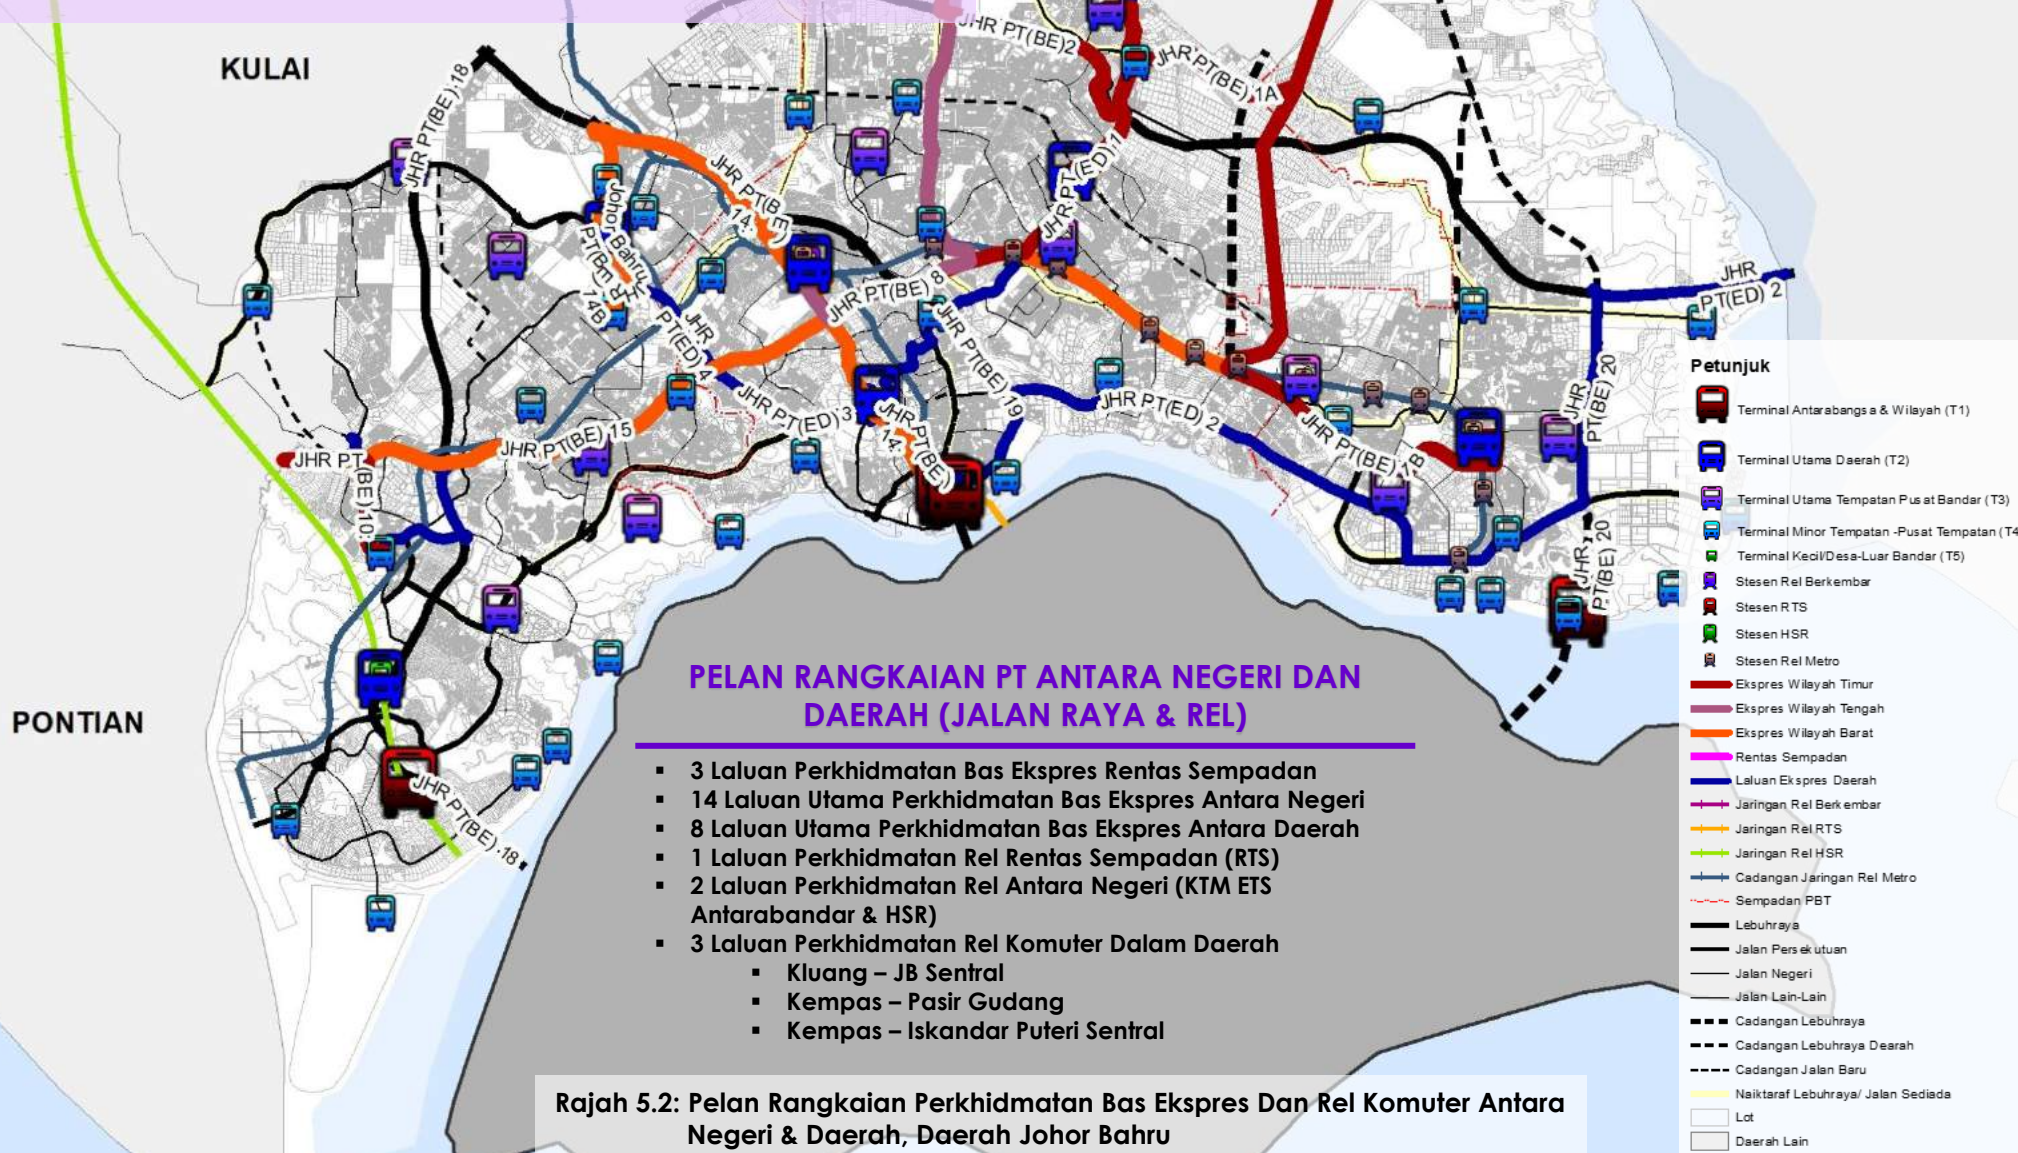 KULAI
JHR PT(BE) 18
JHR PT(BE)2
JHR PT(BE) 1A
JHR PT(ED) 1
JHR PT(BE)
14.
Johor Bahru
14B
JHR PT(BE) 8
JHR
PT(ED) 4
JHR PT(BE) 19
JHR PT(ED)3
JHR PT(ED) 2
JHR
PT(ED) 2
JHR
PT(BE) 20
JHR PT(BE) 15
JHR PT
(BE) 10.
JHR PT(BE)
14.
JHR PT(BE) 1B
JHR
PT(BE) 20
PONTIAN
JHR PT(BE) 18
PELAN RANGKAIAN PT ANTARA NEGERI DAN
DAERAH (JALAN RAYA & REL)
▪ 3 Laluan Perkhidmatan Bas Ekspres Rentas Sempadan
▪ 14 Laluan Utama Perkhidmatan Bas Ekspres Antara Negeri
▪ 8 Laluan Utama Perkhidmatan Bas Ekspres Antara Daerah
▪ 1 Laluan Perkhidmatan Rel Rentas Sempadan (RTS)
▪ 2 Laluan Perkhidmatan Rel Antara Negeri (KTM ETS
Antarabandar & HSR)
▪ 3 Laluan Perkhidmatan Rel Komuter Dalam Daerah
▪ Kluang – JB Sentral
▪ Kempas – Pasir Gudang
▪ Kempas – Iskandar Puteri Sentral
Rajah 5.2: Pelan Rangkaian Perkhidmatan Bas Ekspres Dan Rel Komuter Antara
Negeri & Daerah, Daerah Johor Bahru
Petunjuk
Terminal Antarabangsa & Wilayah (T1)
Terminal Utama Daerah (T2)
Terminal Utama Tempatan Pusat Bandar (T3)
Terminal Minor Tempatan -Pusat Tempatan (T4
Terminal Kecil/Desa-Luar Bandar (T5)
Stesen Rel Berkembar
Stesen RTS
Stesen HSR
Stesen Rel Metro
Ekspres Wilayah Timur
Ekspres Wilayah Tengah
Ekspres Wilayah Barat
Rentas Sempadan
Laluan Ekspres Daerah
Jaringan Rel Berkembar
Jaringan Rel RTS
Jaringan Rel HSR
Cadangan Jaringan Rel Metro
Sempadan PBT
Lebuhraya
Jalan Persekutuan
Jalan Negeri
Jalan Lain-Lain
Cadangan Lebuhraya
Cadangan Lebuhraya Dearah
Cadangan Jalan Baru
Naiktaraf Lebuhraya/ Jalan Sediada
Lot
Daerah Lain